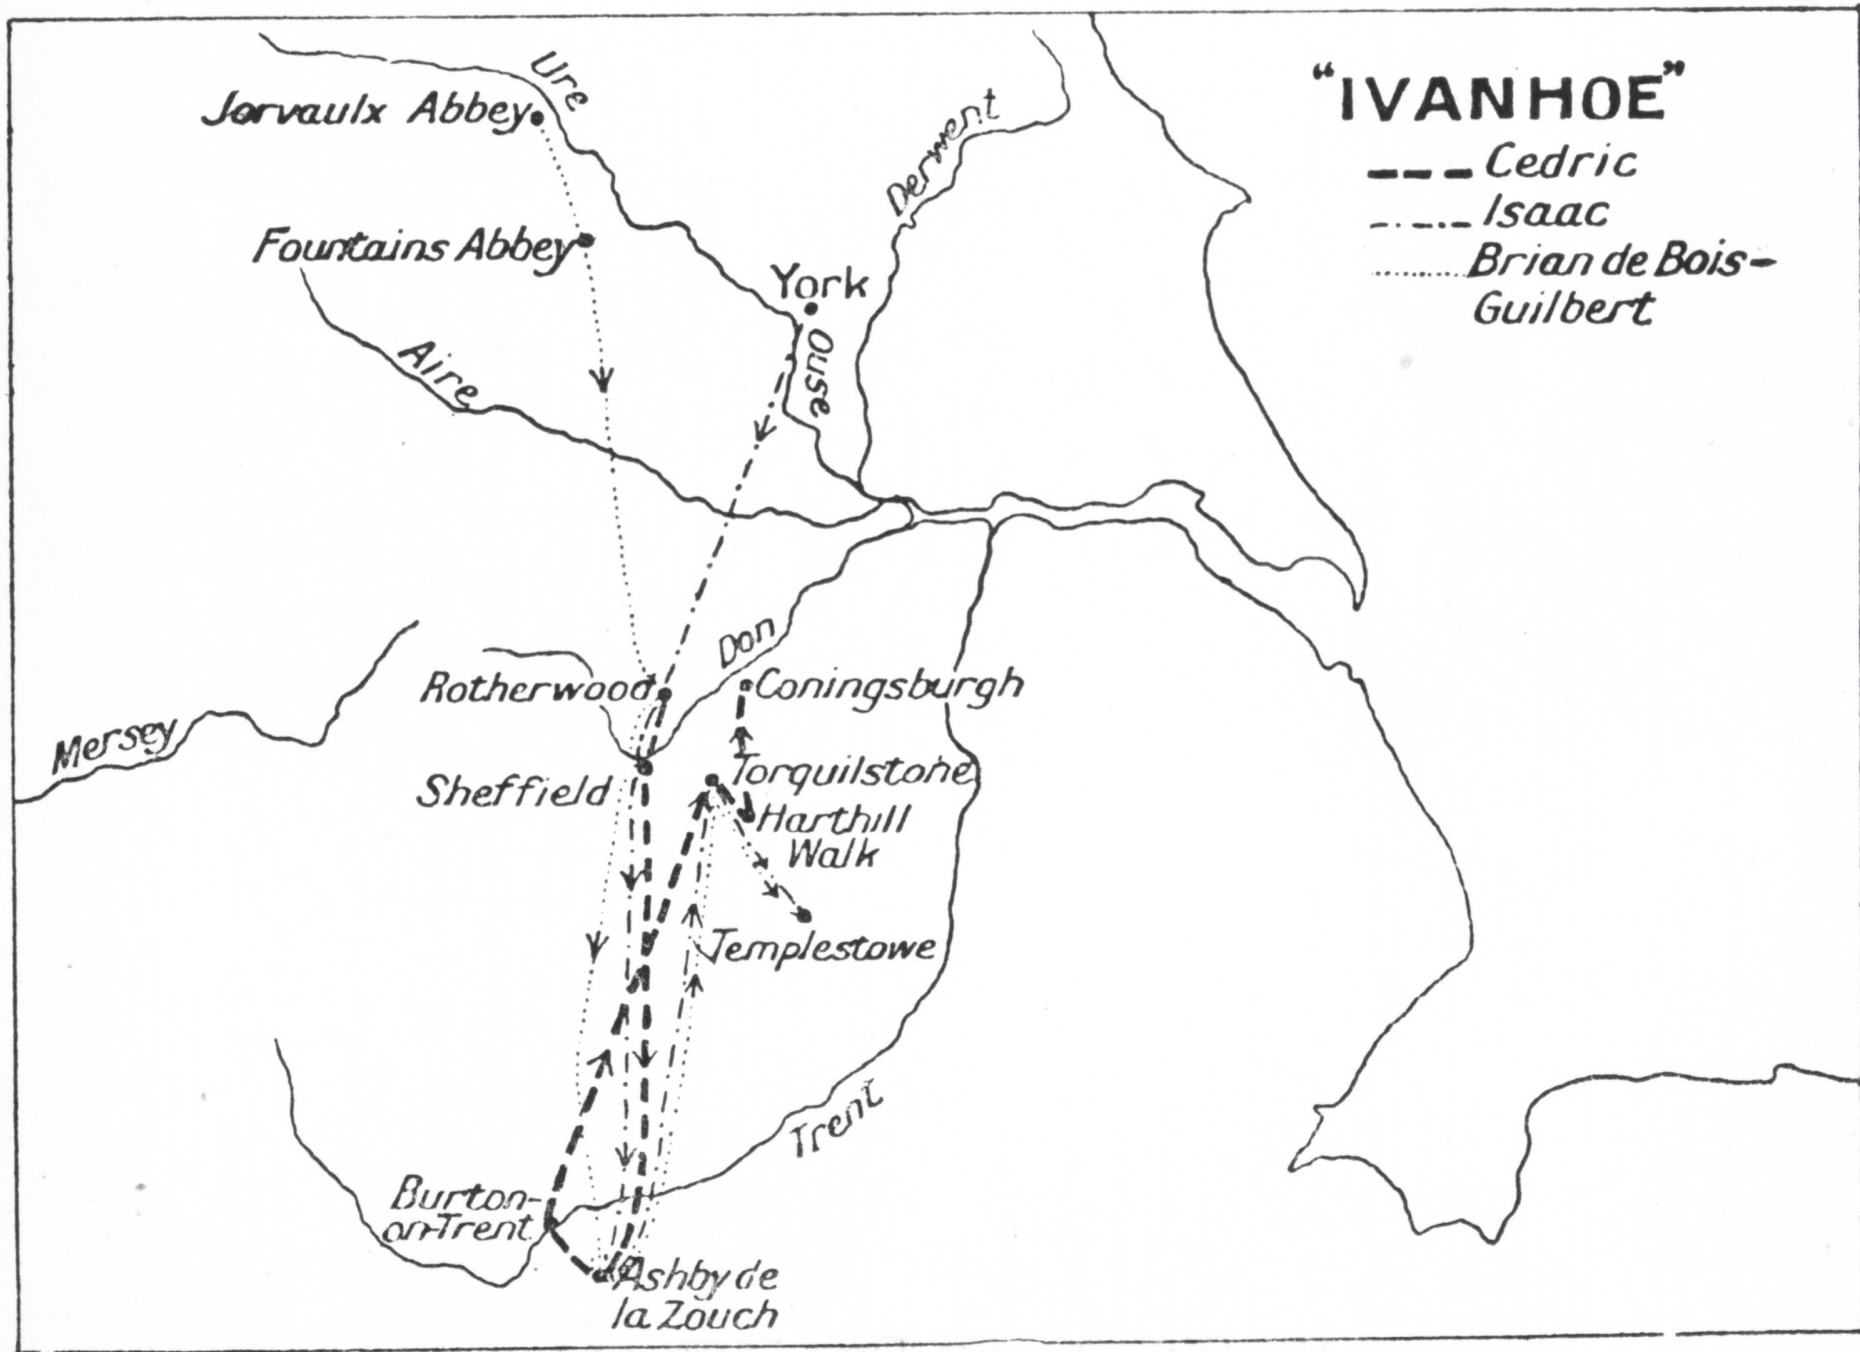 "IVANHOE"
Cedric
Isaac
Brian de Bois-
Guilbert
Ure
Jorvaulx Abbey
Derwent
Fountains Abbey
York
Ouse
Aire
Don
Rotherwood
Coningsburgh
Mersey
Torquilstone
Sheffield
Harthill
Walk
Templestowe
Trent
Burton-
on-Trent
Ashby de
la Zouch